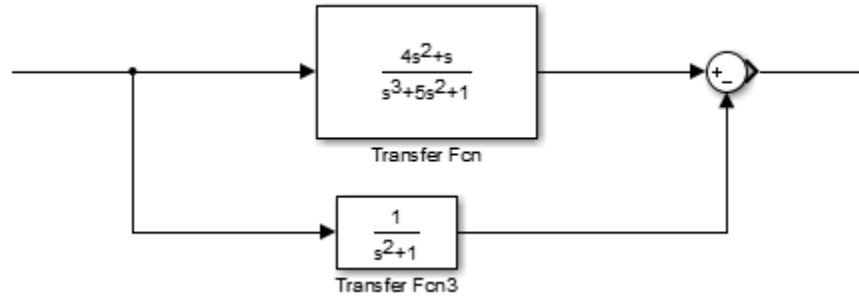 4s²+s
s³+5s²+1
+
-
Transfer Fcn
1
s²+1
Transfer Fcn3